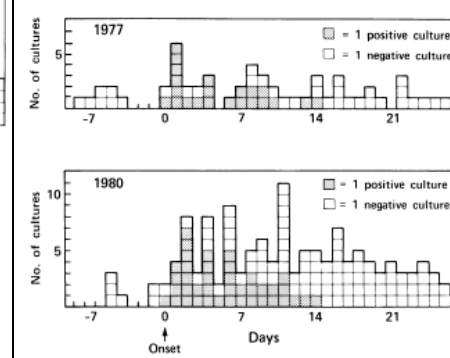 No. of cultures
1977
= 1 positive culture
= 1 negative culture
5
-7 0 7 14 21
No. of cultures
1980
= 1 positive culture
= 1 negative culture
10
5
-7 0 7 14 21
Onset
Days